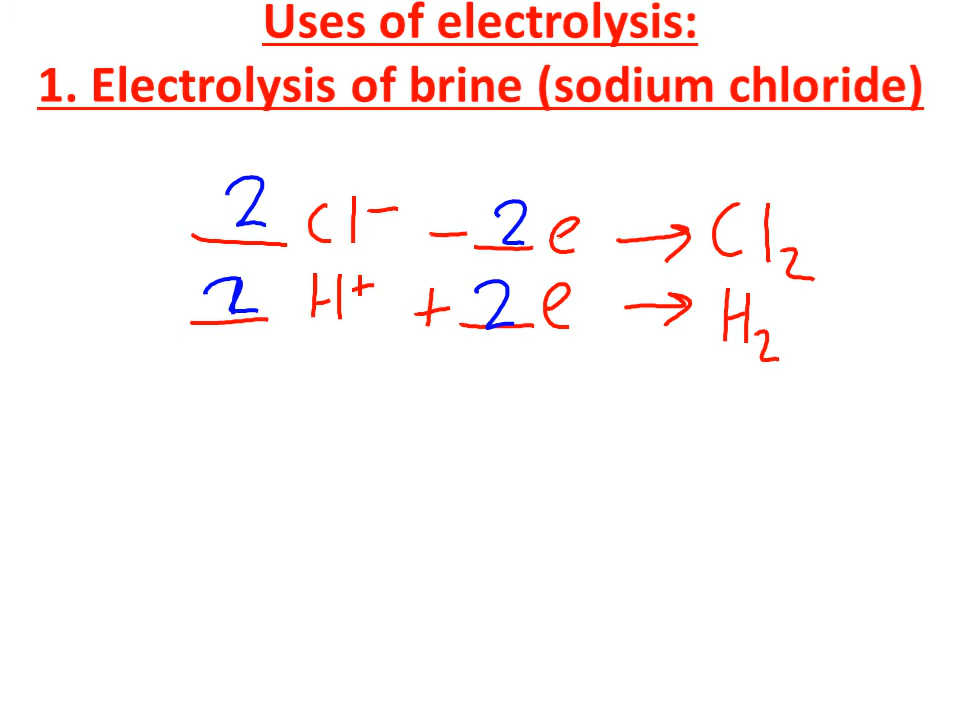 Uses of electrolysis:
1. Electrolysis of brine (sodium chloride)
2 Cl⁻ − 2 e → Cl₂
2 H⁺ + 2 e → H₂